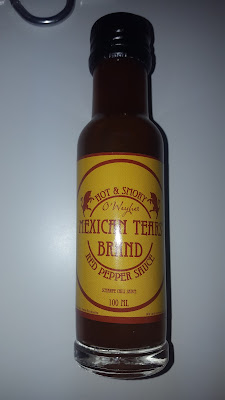 HOT & SMOKY
MEXICAN TEARS
BRAND
RED PEPPER SAUCE
100 ML